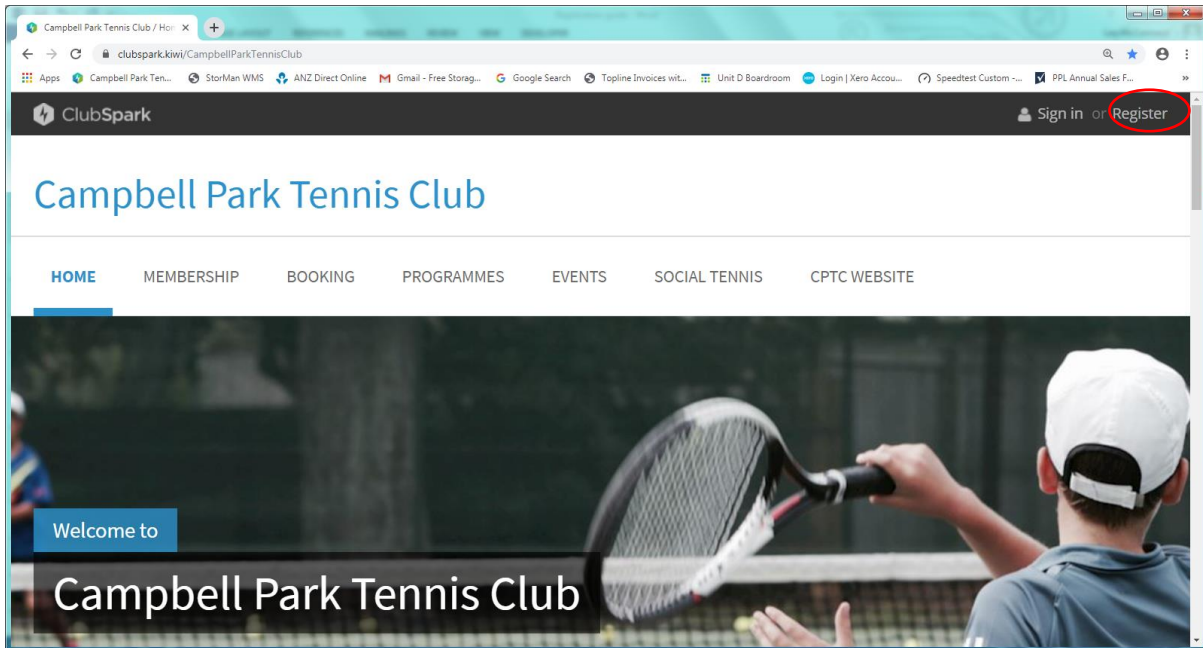 Campbell Park Tennis Club / Ho
clubspark.kiwi/CampbellParkTennisClub
Apps Campbell Park Ten... StorMan WMS ANZ Direct Online Gmail - Free Storag... Google Search Topline Invoices wit... Unit D Boardroom Login | Xero Accou... Speedtest Custom -... PPL Annual Sales F... »
ClubSpark Sign in or Register
Campbell Park Tennis Club
HOME MEMBERSHIP BOOKING PROGRAMMES EVENTS SOCIAL TENNIS CPTC WEBSITE
Welcome to
Campbell Park Tennis Club